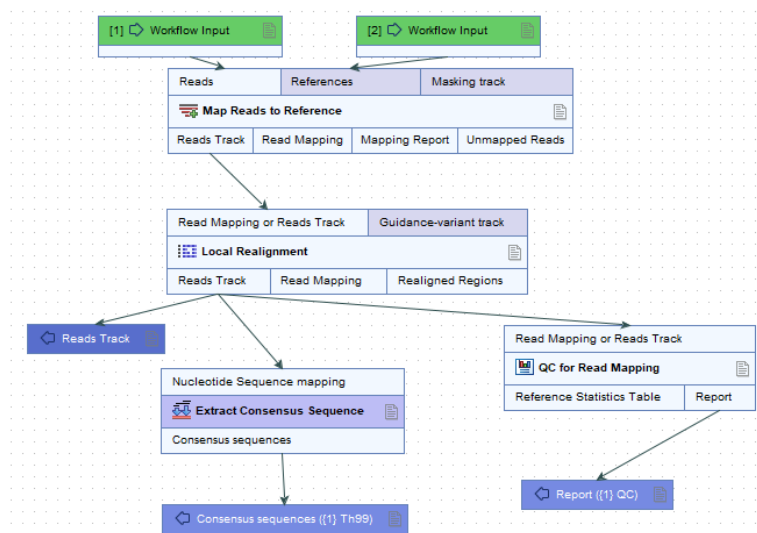 [1] Workflow Input
[2] Workflow Input
Reads References Masking track
Map Reads to Reference
Reads Track Read Mapping Mapping Report Unmapped Reads
Read Mapping or Reads Track Guidance-variant track
Local Realignment
Reads Track Read Mapping Realigned Regions
Reads Track
Read Mapping or Reads Track
QC for Read Mapping
Reference Statistics Table Report
Nucleotide Sequence mapping
Extract Consensus Sequence
Consensus sequences
Report ({1} QC)
Consensus sequences ({1} Th99)